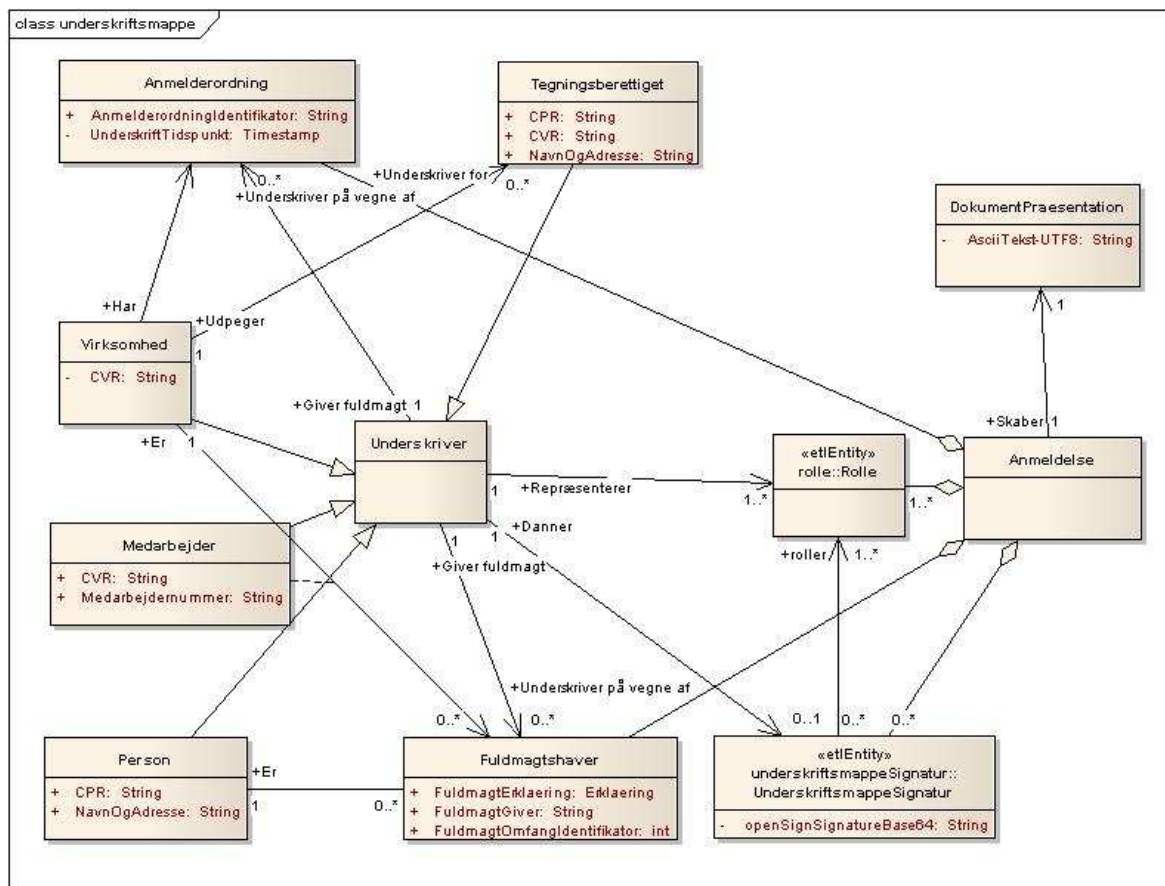 class underskriftsmappe
Anmelderordning
+ AnmelderordningIdentifikator: String
- UnderskriftTidspunkt: Timestamp
Tegningsberettiget
+ CPR: String
+ CVR: String
+ NavnOgAdresse: String
0..*
+Underskriver på vegne af
+Underskriver for
0..*
DokumentPraesentation
- AsciiTekst-UTF8: String
1
+Har
+Udpeger
1
Virksomhed
- CVR: String
+Er
1
+Giver fuldmagt
1
+Skaber
1
Underskriver
«etlEntity»
rolle::Rolle
Anmeldelse
1
+Repræsenterer
1..*
1..*
+Danner
1
1
+Giver fuldmagt
+roller
1..*
Medarbejder
+ CVR: String
+ Medarbejdernummer: String
+Underskriver på vegne af
0..*
0..*
0..1
0..*
0..*
Person
+ CPR: String
+ NavnOgAdresse: String
+Er
1
0..*
Fuldmagtshaver
+ FuldmagtErklaering: Erklaering
+ FuldmagtGiver: String
+ FuldmagtOmfangIdentifikator: int
«etlEntity»
underskriftsmappeSignatur::
UnderskriftsmappeSignatur
- openSignSignatureBase64: String